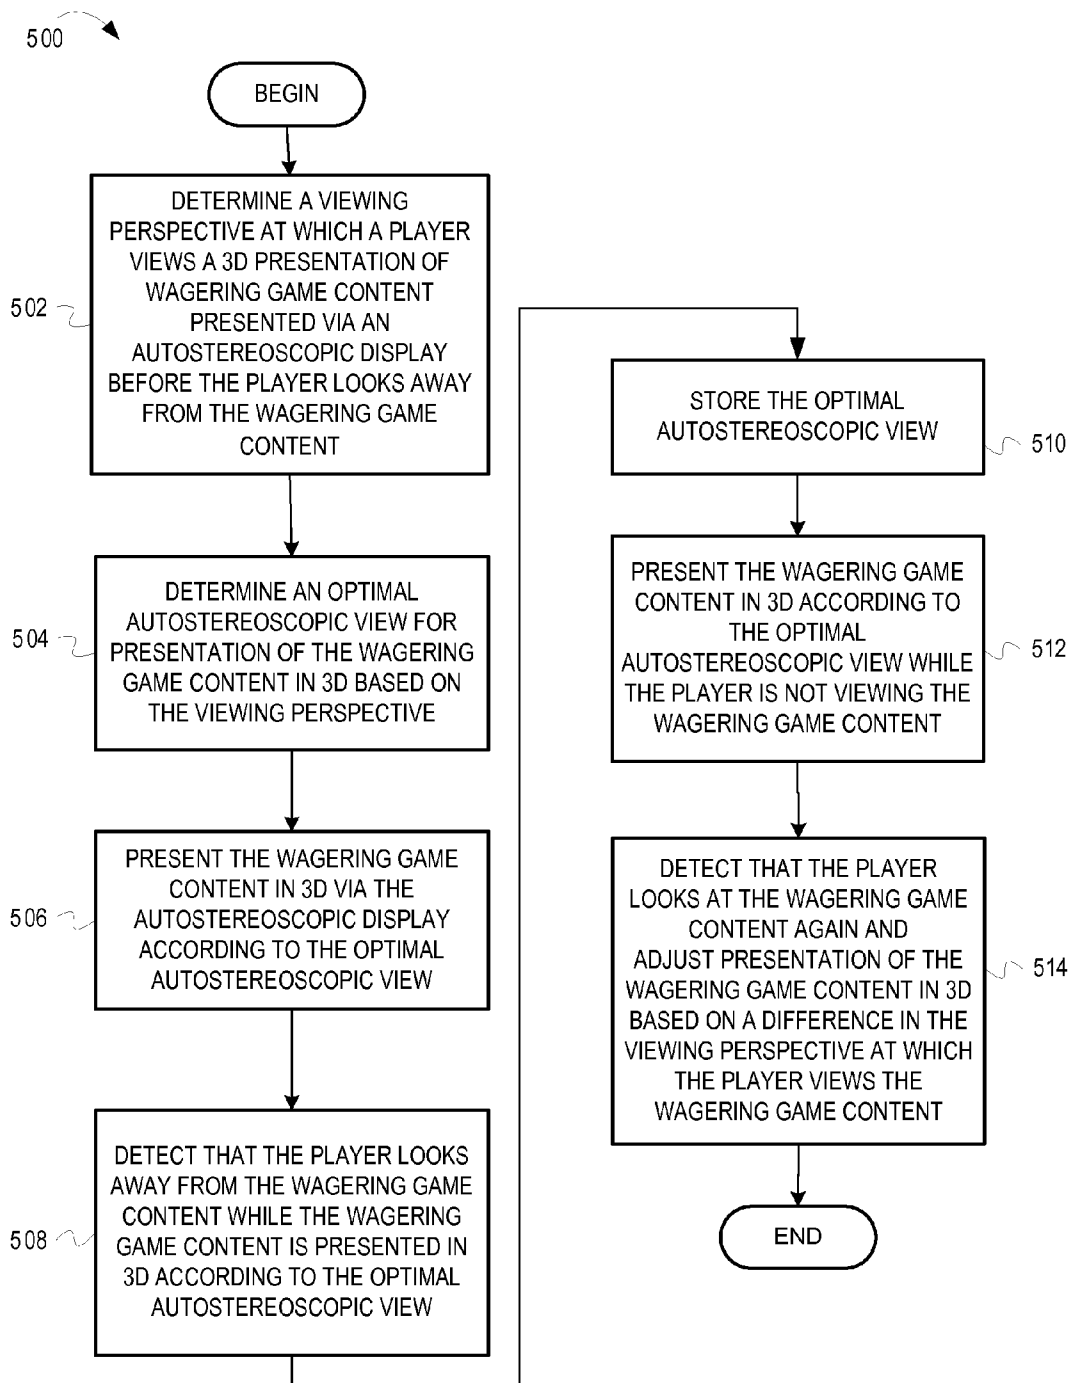 500
BEGIN
502
DETERMINE A VIEWING
PERSPECTIVE AT WHICH A PLAYER
VIEWS A 3D PRESENTATION OF
WAGERING GAME CONTENT
PRESENTED VIA AN
AUTOSTEREOSCOPIC DISPLAY
BEFORE THE PLAYER LOOKS AWAY
FROM THE WAGERING GAME
CONTENT
504
DETERMINE AN OPTIMAL
AUTOSTEREOSCOPIC VIEW FOR
PRESENTATION OF THE WAGERING
GAME CONTENT IN 3D BASED ON
THE VIEWING PERSPECTIVE
506
PRESENT THE WAGERING GAME
CONTENT IN 3D VIA THE
AUTOSTEREOSCOPIC DISPLAY
ACCORDING TO THE OPTIMAL
AUTOSTEREOSCOPIC VIEW
508
DETECT THAT THE PLAYER LOOKS
AWAY FROM THE WAGERING GAME
CONTENT WHILE THE WAGERING
GAME CONTENT IS PRESENTED IN
3D ACCORDING TO THE OPTIMAL
AUTOSTEREOSCOPIC VIEW
STORE THE OPTIMAL
AUTOSTEREOSCOPIC VIEW
510
PRESENT THE WAGERING GAME
CONTENT IN 3D ACCORDING TO
THE OPTIMAL
AUTOSTEREOSCOPIC VIEW WHILE
THE PLAYER IS NOT VIEWING THE
WAGERING GAME CONTENT
512
DETECT THAT THE PLAYER
LOOKS AT THE WAGERING GAME
CONTENT AGAIN AND
ADJUST PRESENTATION OF THE
WAGERING GAME CONTENT IN 3D
BASED ON A DIFFERENCE IN THE
VIEWING PERSPECTIVE AT WHICH
THE PLAYER VIEWS THE
WAGERING GAME CONTENT
514
END